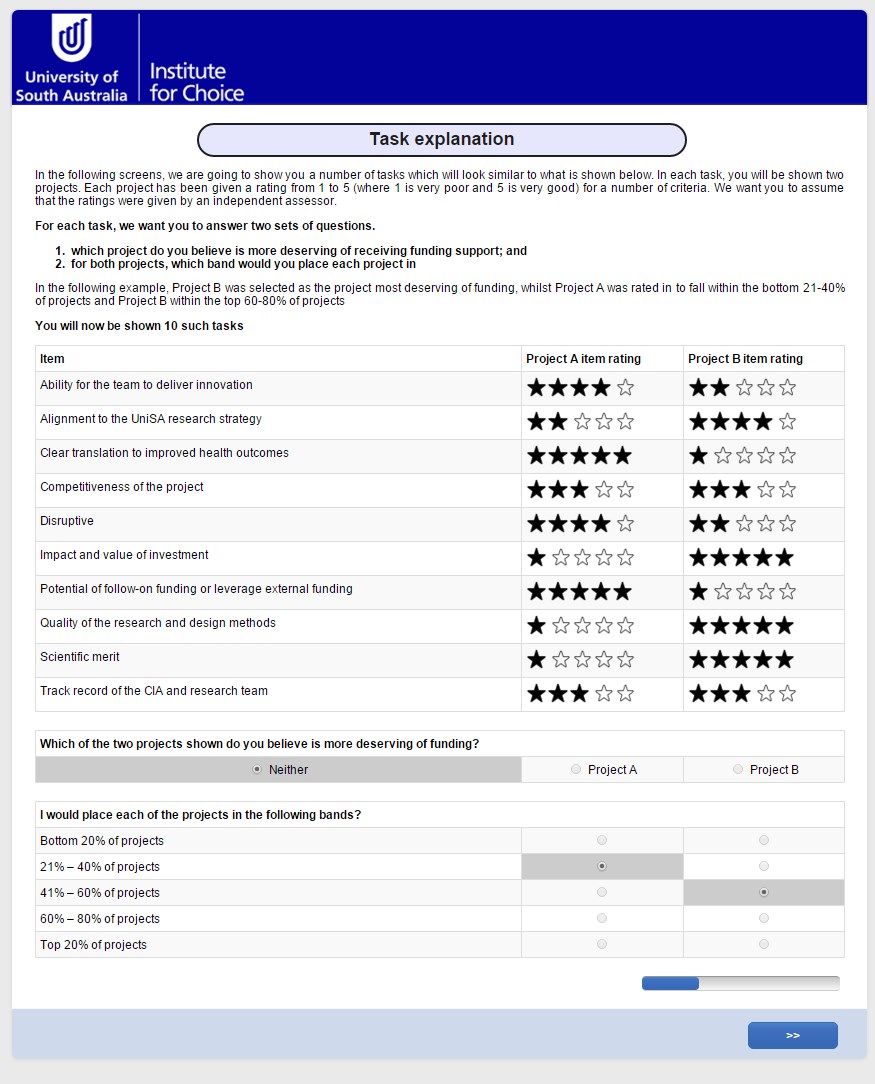 University of
South Australia
Institute
for Choice
Task explanation
In the following screens, we are going to show you a number of tasks which will look similar to what is shown below. In each task, you will be shown two
projects. Each project has been given a rating from 1 to 5 (where 1 is very poor and 5 is very good) for a number of criteria. We want you to assume
that the ratings were given by an independent assessor.
For each task, we want you to answer two sets of questions.
1. which project do you believe is more deserving of receiving funding support; and
2. for both projects, which band would you place each project in
In the following example, Project B was selected as the project most deserving of funding, whilst Project A was rated in to fall within the bottom 21-40%
of projects and Project B within the top 60-80% of projects
You will now be shown 10 such tasks
Item Project A item rating Project B item rating
Ability for the team to deliver innovation
Alignment to the UniSA research strategy
Clear translation to improved health outcomes
Competitiveness of the project
Disruptive
Impact and value of investment
Potential of follow-on funding or leverage external funding
Quality of the research and design methods
Scientific merit
Track record of the CIA and research team
Which of the two projects shown do you believe is more deserving of funding?
Neither Project A Project B
I would place each of the projects in the following bands?
Bottom 20% of projects
21% – 40% of projects
41% – 60% of projects
60% – 80% of projects
Top 20% of projects
>>